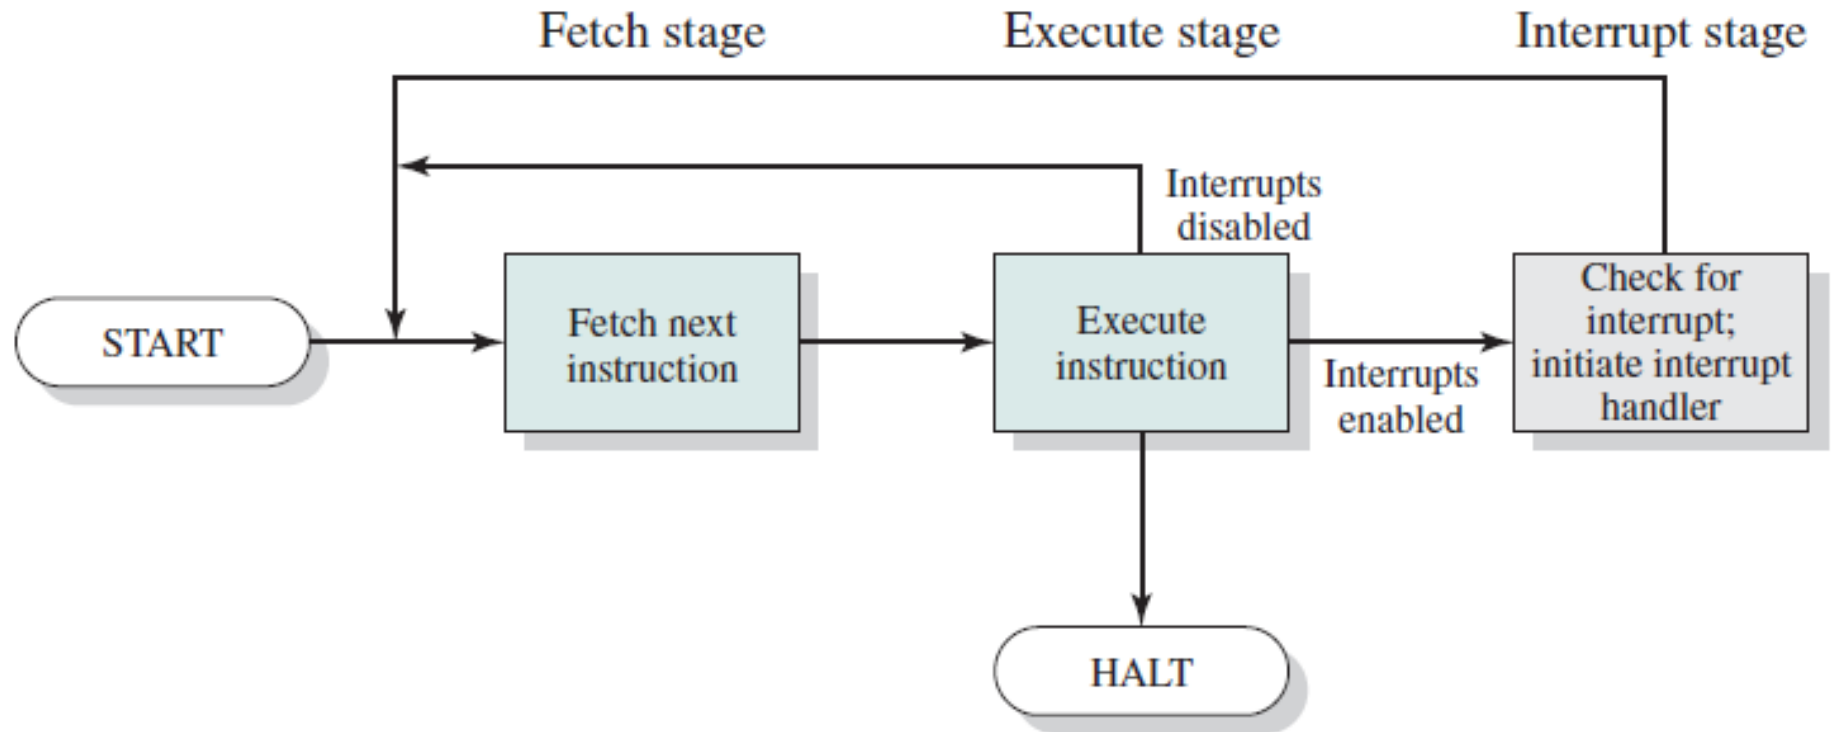 Fetch stage
Execute stage
Interrupt stage
Interrupts
disabled
START
Fetch next
instruction
Execute
instruction
Interrupts
enabled
Check for
interrupt;
initiate interrupt
handler
HALT